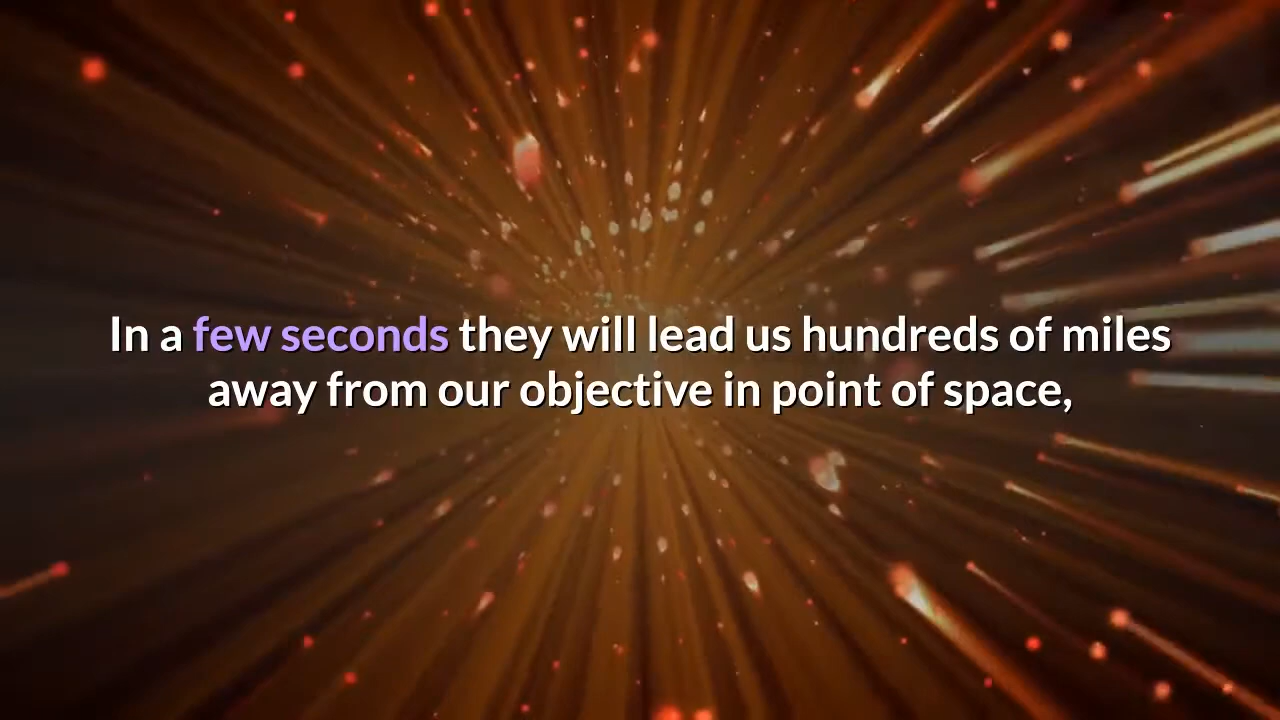 In a few seconds they will lead us hundreds of miles
away from our objective in point of space,